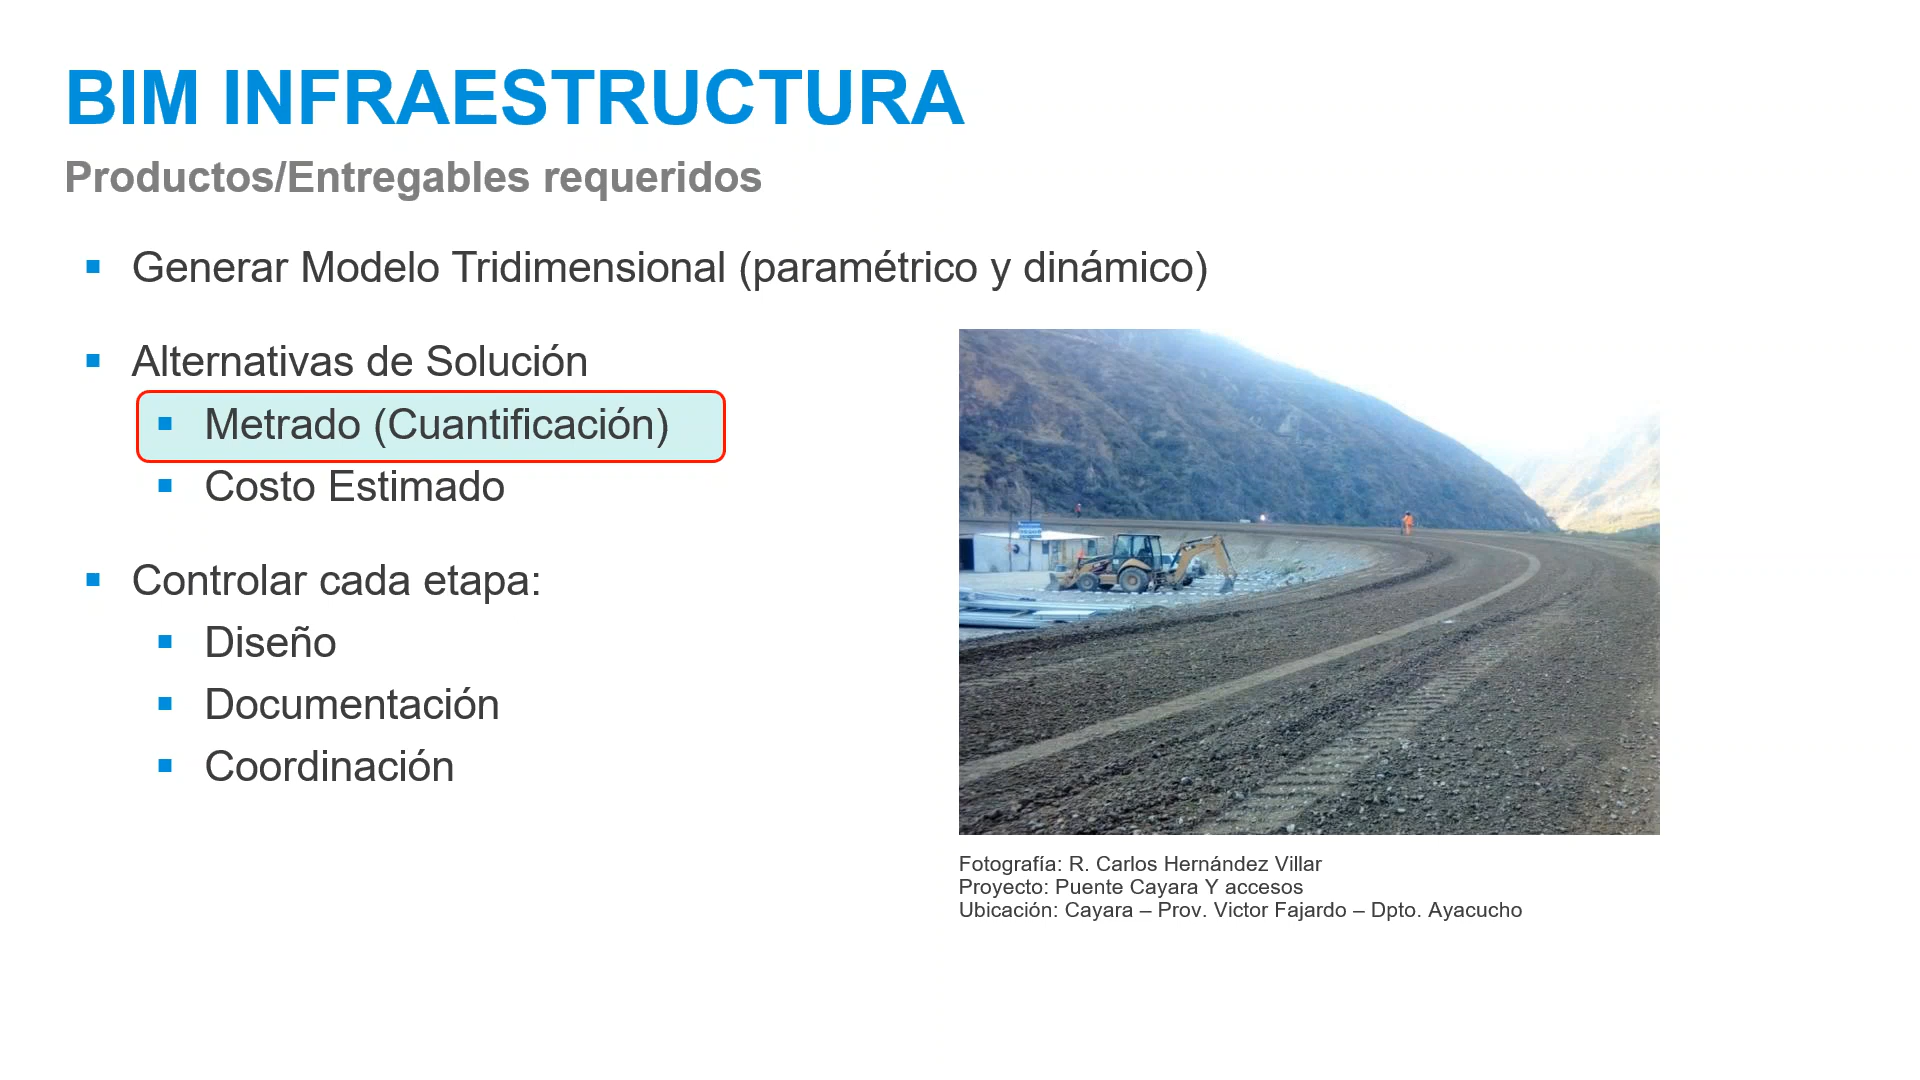 BIM INFRAESTRUCTURA
Productos/Entregables requeridos
▪ Generar Modelo Tridimensional (paramétrico y dinámico)
▪ Alternativas de Solución
▪ Metrado (Cuantificación)
▪ Costo Estimado
▪ Controlar cada etapa:
▪ Diseño
▪ Documentación
▪ Coordinación
Fotografía: R. Carlos Hernández Villar
Proyecto: Puente Cayara Y accesos
Ubicación: Cayara – Prov. Victor Fajardo – Dpto. Ayacucho